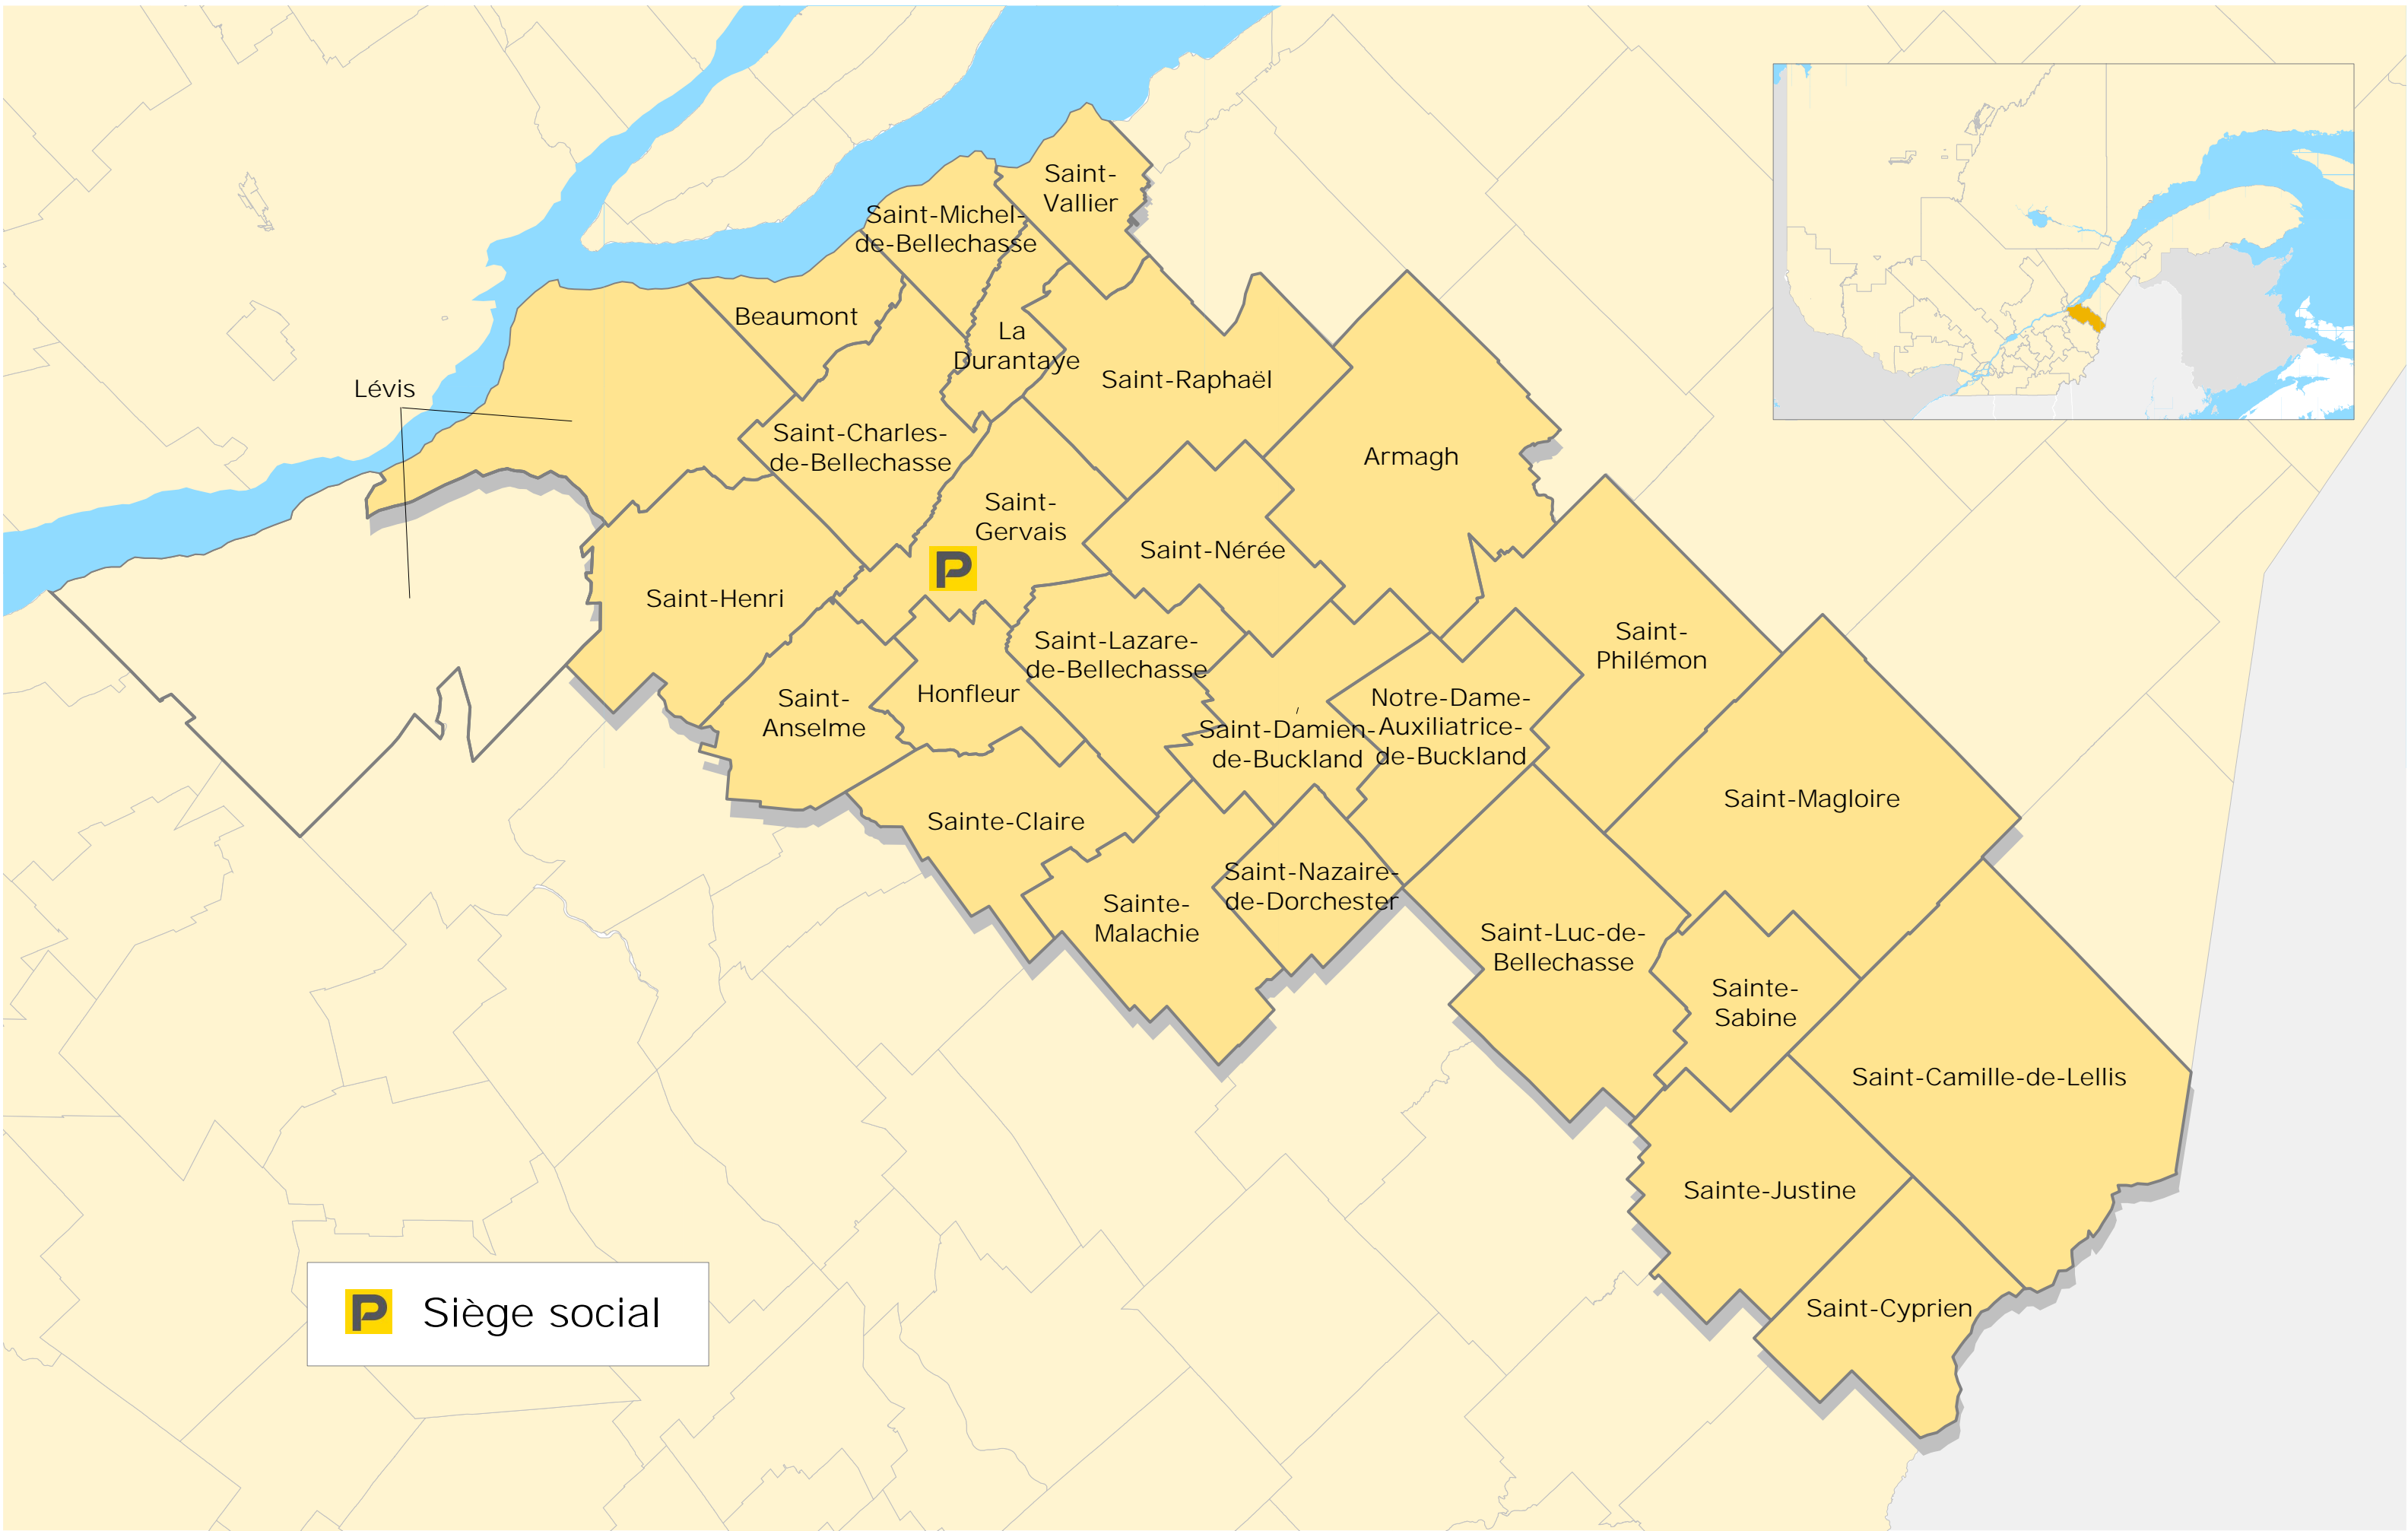 Saint-
Vallier
Saint-Michel-
de-Bellechasse
Beaumont
La
Durantaye
Saint-Raphaël
Lévis
Saint-Charles-
de-Bellechasse
Armagh
Saint-
Gervais
Saint-Nérée
P
Saint-Henri
Saint-Lazare-
de-Bellechasse
Saint-
Philémon
Saint-
Anselme
Honfleur
Notre-Dame-
Auxiliatrice-
de-Buckland
Saint-Damien-
de-Buckland
Saint-Magloire
Sainte-Claire
Saint-Nazaire-
de-Dorchester
Sainte-
Malachie
Saint-Luc-de-
Bellechasse
Sainte-
Sabine
Saint-Camille-de-Lellis
Sainte-Justine
Saint-Cyprien
P Siège social